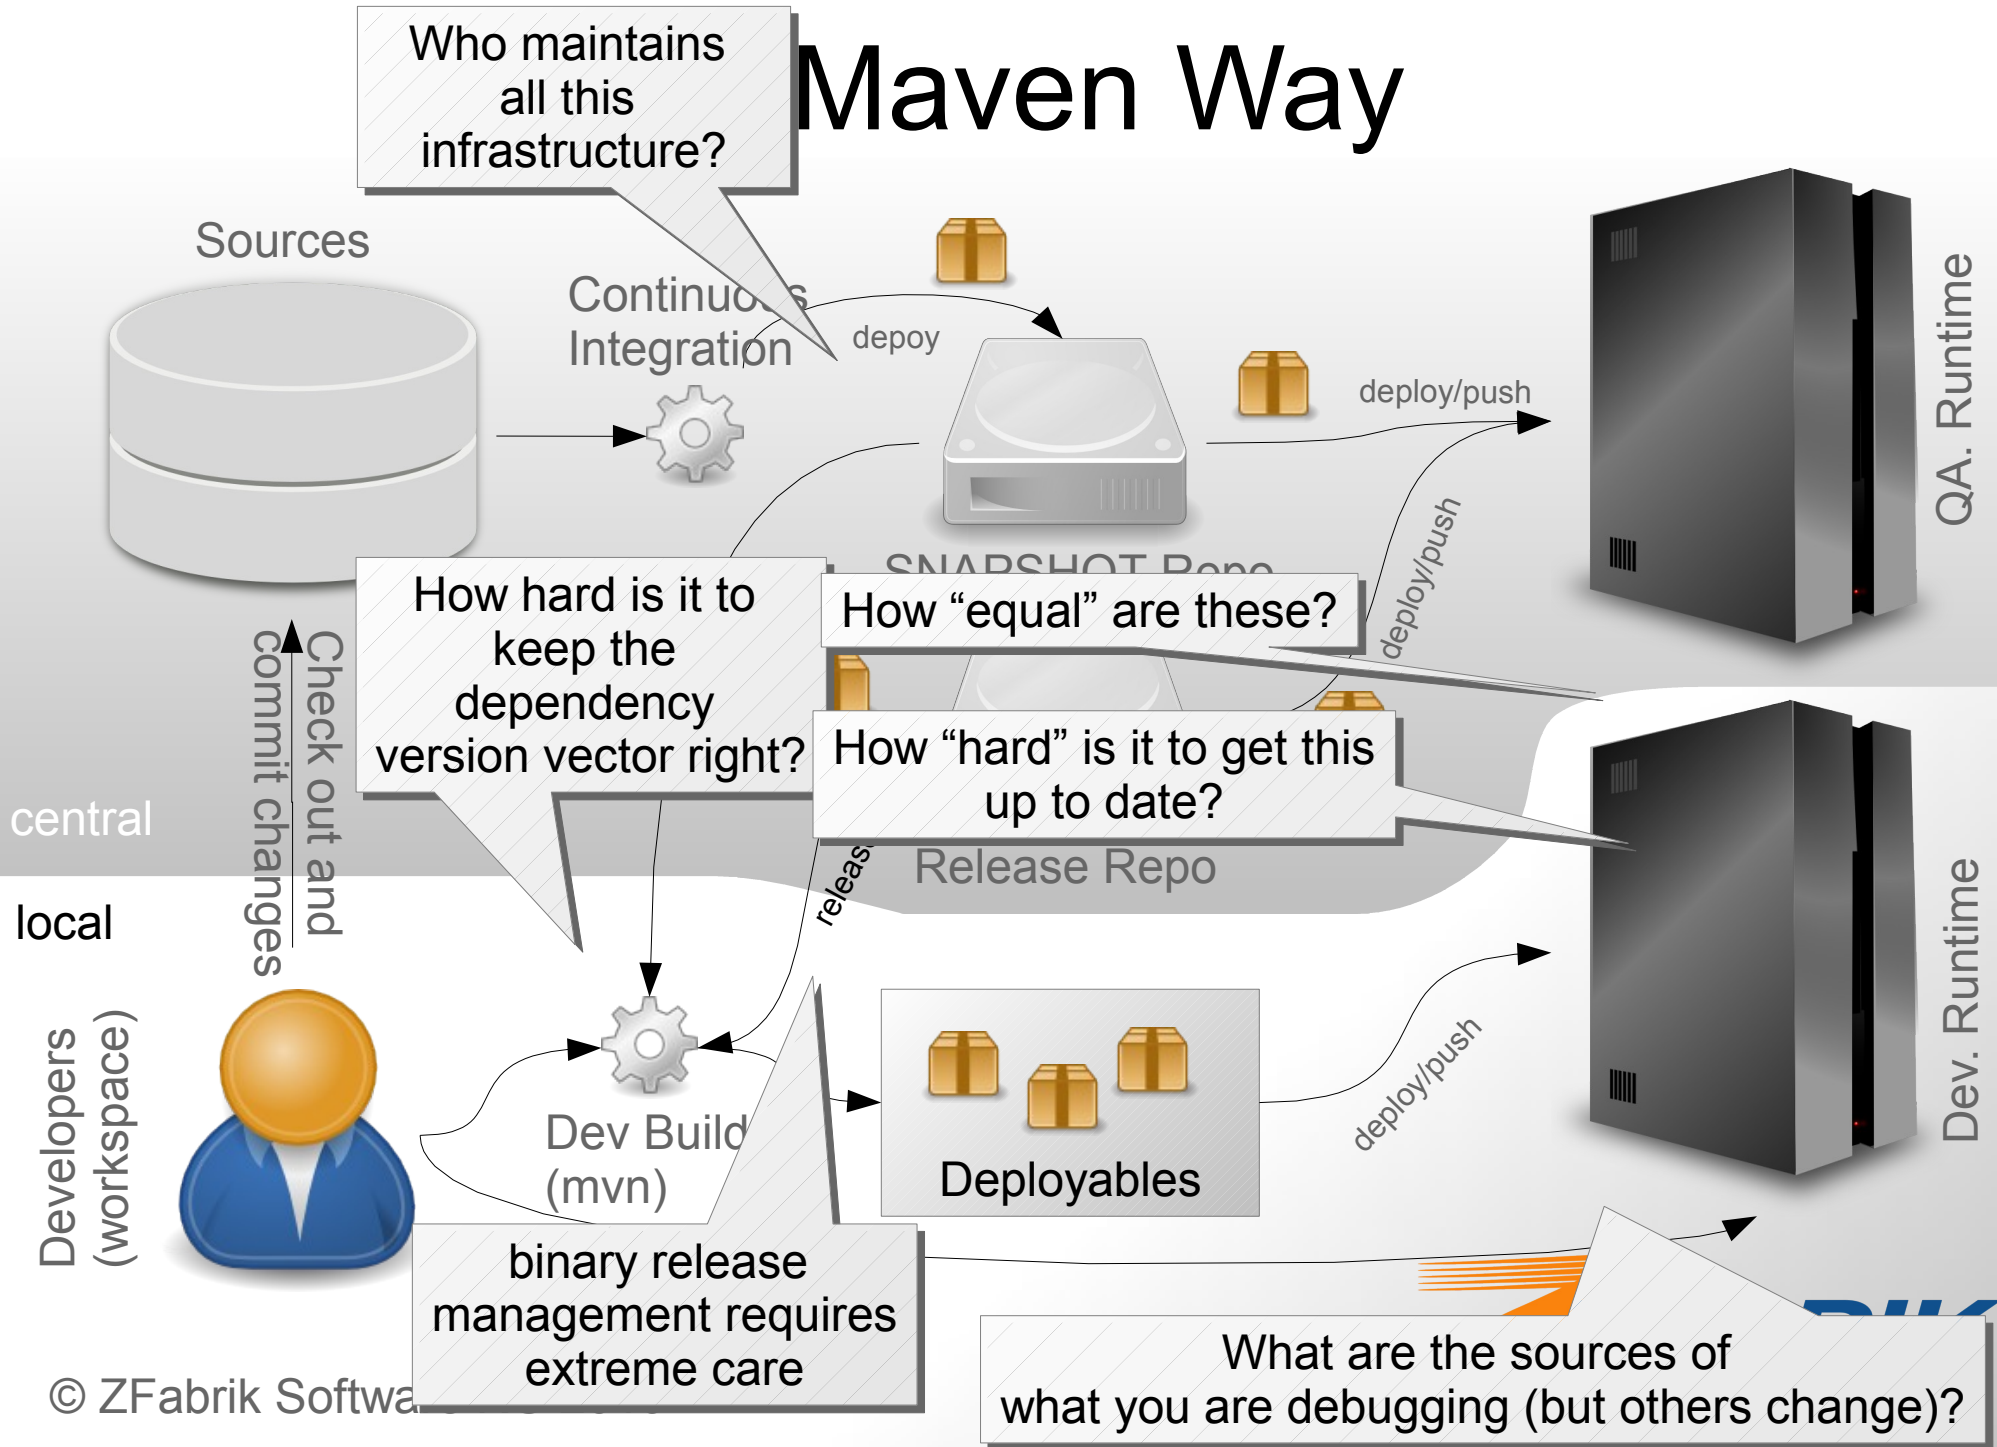 Who maintains
all this
infrastructure?
Maven Way
Sources
Continuous
Integration
depoy
deploy/push
QA. Runtime
deploy/push
SNAPSHOT Repo
How hard is it to
keep the
dependency
version vector right?
How “equal” are these?
How “hard” is it to get this
up to date?
Check out and
commit changes
central
local
release
Release Repo
Developers
(workspace)
Dev Build
(mvn)
Deployables
deploy/push
Dev. Runtime
binary release
management requires
extreme care
What are the sources of
what you are debugging (but others change)?
© ZFabrik